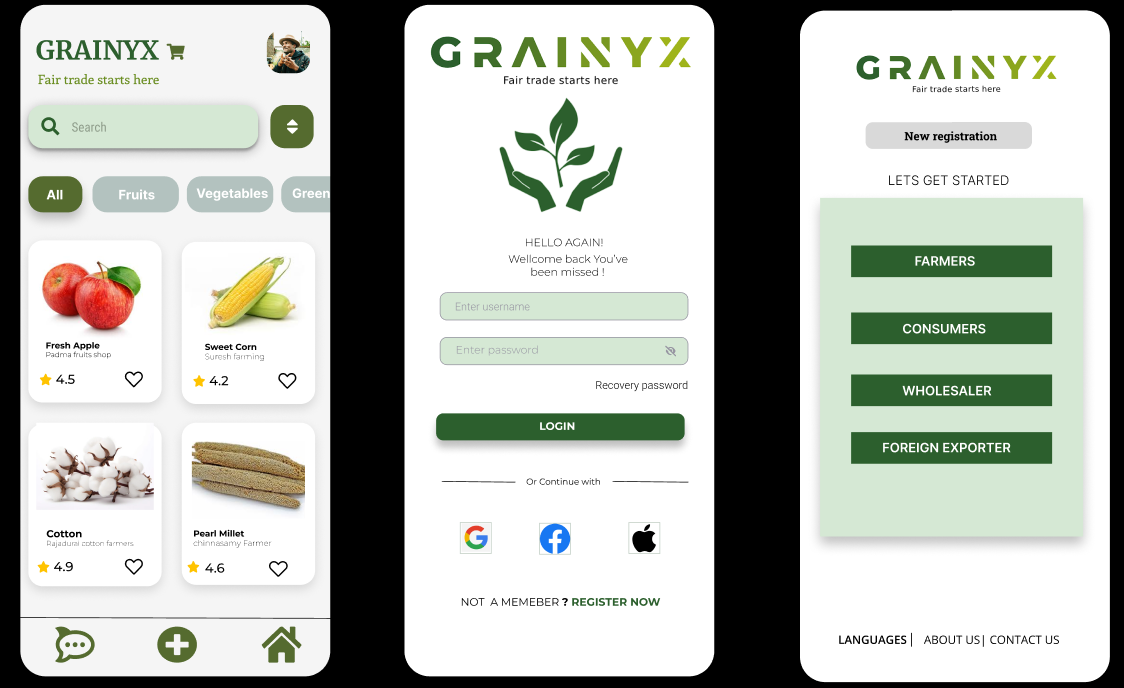 GRAINYX
Fair trade starts here
Search
All
Fruits
Vegetables
Green
Fresh Apple
Padma fruits shop
4.5
Sweet Corn
Suresh farming
4.2
Cotton
Rajadurai cotton farmers
4.9
Pearl Millet
chinnasamy Farmer
4.6
GRAINYX
Fair trade starts here
HELLO AGAIN!
Wellcome back You've
been missed !
Enter username
Enter password
Recovery password
LOGIN
Or Continue with
NOT A MEMEBER ? REGISTER NOW
GRAINYX
Fair trade starts here
New registration
LETS GET STARTED
FARMERS
CONSUMERS
WHOLESALER
FOREIGN EXPORTER
LANGUAGES | ABOUT US | CONTACT US